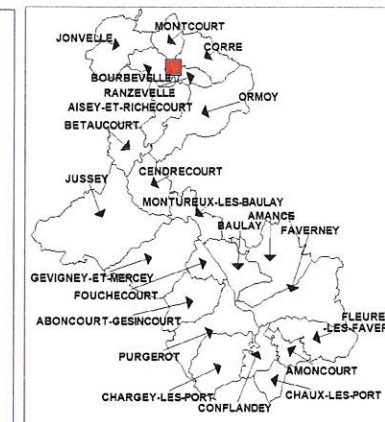 MONTCOURT
JONVELLE
CORRE
BOURBEVELLE
RANZEVELLE
AISEY-ET-RICHECOURT
ORMOY
BETAUCOURT
CENDRECOURT
JUSSEY
MONTUREUX-LES-BAULAY
AMANCE
BAULAY
FAVERNEY
GEVIGNEY-ET-MERCEY
FOUCHECOURT
ABONCOURT-GESINCOURT
FLEURE
-LES-FAVER
PURGEROT
AMONCOURT
CHARGEY-LES-PORT
CHAUX-LES-PORT
CONFLANDEY